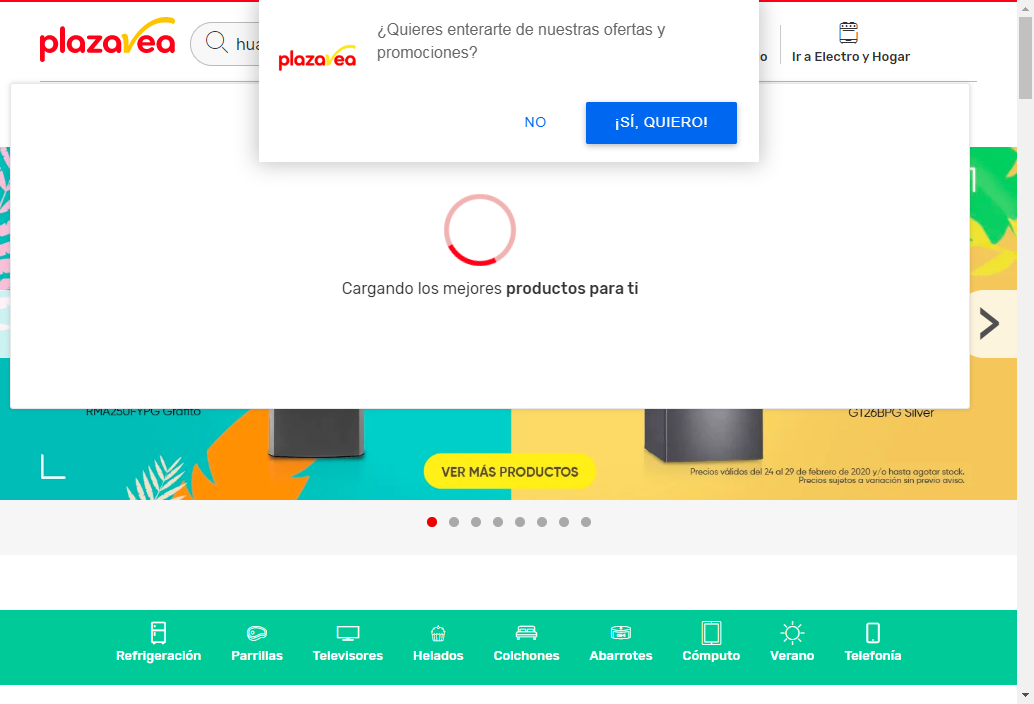 plazavea
hua
¿Quieres enterarte de nuestras ofertas y
promociones?
plazavea
NO
¡SÍ, QUIERO!
o
Ir a Electro y Hogar
Cargando los mejores productos para ti
RMA250FYPG Grafito
GT26BPG Silver
VER MÁS PRODUCTOS
Precios válidos del 24 al 29 de febrero de 2020 y/o hasta agotar stock.
Precios sujetos a variación sin previo aviso.
Refrigeración
Parrillas
Televisores
Helados
Colchones
Abarrotes
Cómputo
Verano
Telefonía